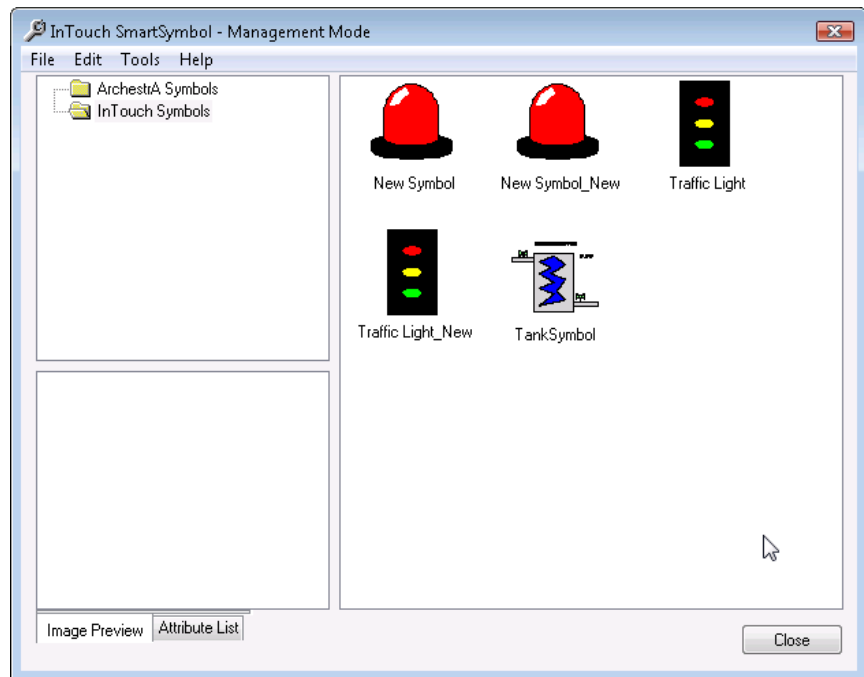 InTouch SmartSymbol - Management Mode
File Edit Tools Help
ArchestrA Symbols
InTouch Symbols
New Symbol
New Symbol_New
Traffic Light
Traffic Light_New
TankSymbol
Image Preview
Attribute List
Close